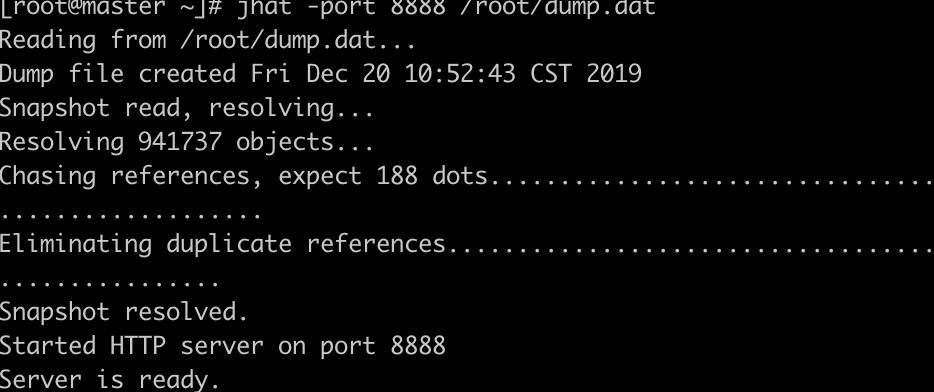 [root@master ~]# jhat -port 8888 /root/dump.dat
Reading from /root/dump.dat...
Dump file created Fri Dec 20 10:52:43 CST 2019
Snapshot read, resolving...
Resolving 941737 objects...
Chasing references, expect 188 dots................................
...................
Eliminating duplicate references...................................
................
Snapshot resolved.
Started HTTP server on port 8888
Server is ready.